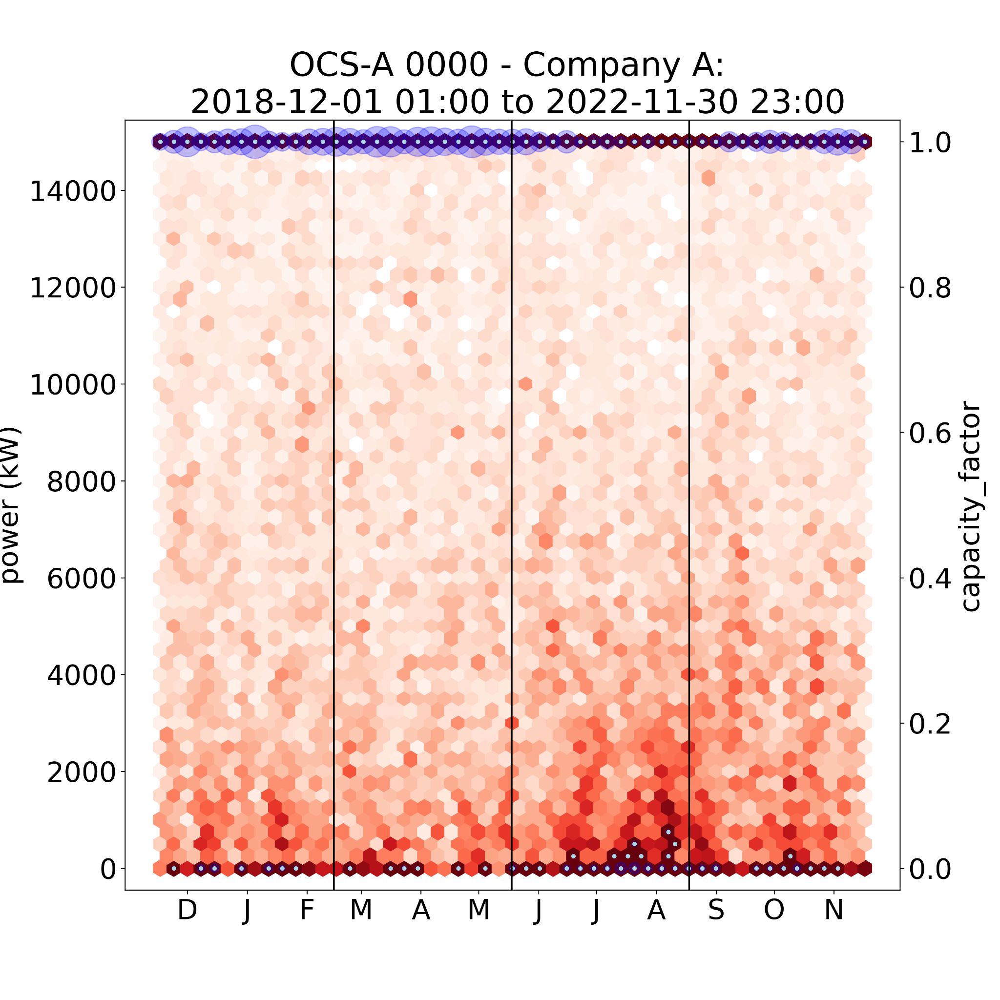 OCS-A 0000 - Company A:
2018-12-01 01:00 to 2022-11-30 23:00
power (kW)
14000
12000
10000
8000
6000
4000
2000
0
1.0
0.8
0.6
0.4
0.2
0.0
capacity_factor
D J F M A M J J A S O N